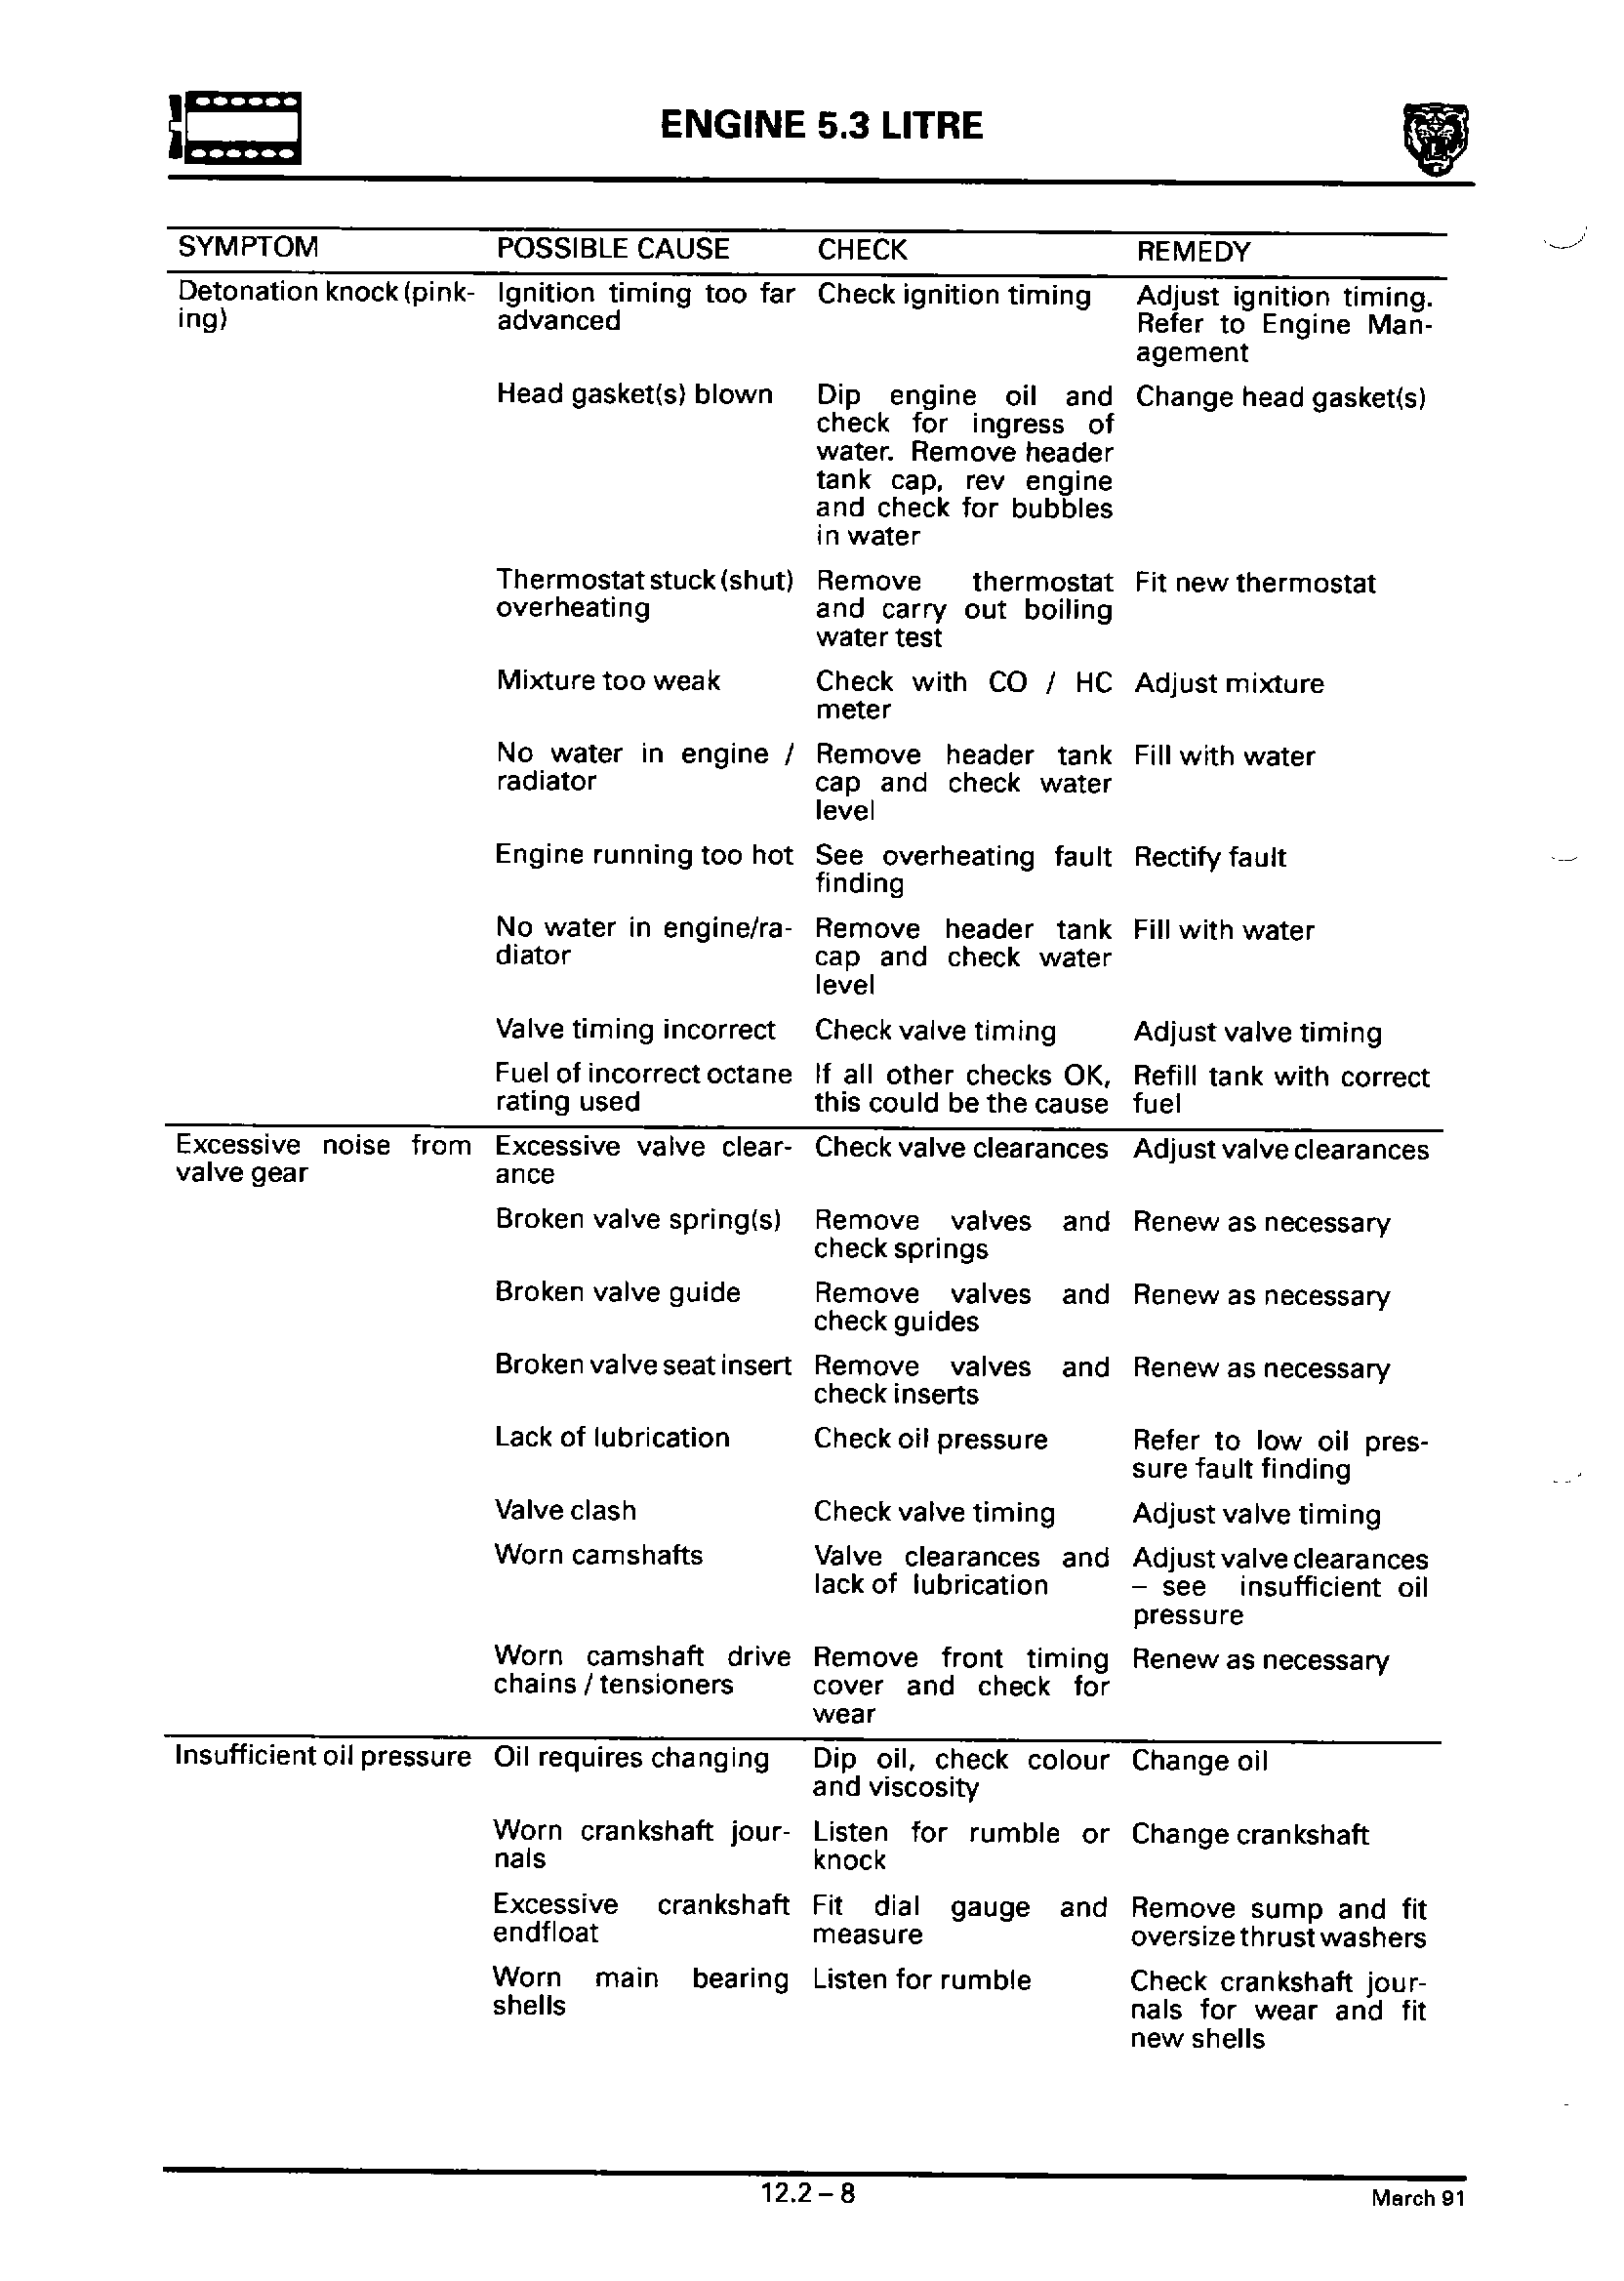 ENGINE 5.3 LITRE
SYMPTOM POSSIBLE CAUSE CHECK REMEDY
Detonation knock (pink-
ing)
Ignition timing too far
advanced
Check ignition timing
Adjust ignition timing.
Refer to Engine Man-
agement
Head gasket(s) blown
Dip engine oil and
check for ingress of
water. Remove header
tank cap, rev engine
and check for bubbles
in water
Change head gasket(s)
Thermostat stuck (shut)
overheating
Remove thermostat
and carry out boiling
water test
Fit new thermostat
Mixture too weak
Check with CO / HC
meter
Adjust mixture
No water in engine /
radiator
Remove header tank
cap and check water
level
Fill with water
Engine running too hot
See overheating fault
finding
Rectify fault
No water in engine/ra-
diator
Remove header tank
cap and check water
level
Fill with water
Valve timing incorrect
Check valve timing
Adjust valve timing
Fuel of incorrect octane
rating used
If all other checks OK,
this could be the cause
Refill tank with correct
fuel
Excessive noise from
valve gear
Excessive valve clear-
ance
Check valve clearances
Adjust valve clearances
Broken valve spring(s)
Remove valves and
check springs
Renew as necessary
Broken valve guide
Remove valves and
check guides
Renew as necessary
Broken valve seat insert
Remove valves and
check inserts
Renew as necessary
Lack of lubrication
Check oil pressure
Refer to low oil pres-
sure fault finding
Valve clash
Check valve timing
Adjust valve timing
Worn camshafts
Valve clearances and
lack of lubrication
Adjust valve clearances
– see insufficient oil
pressure
Worn camshaft drive
chains / tensioners
Remove front timing
cover and check for
wear
Renew as necessary
Insufficient oil pressure
Oil requires changing
Dip oil, check colour
and viscosity
Change oil
Worn crankshaft jour-
nals
Listen for rumble or
knock
Change crankshaft
Excessive crankshaft
endfloat
Fit dial gauge and
measure
Remove sump and fit
oversize thrust washers
Worn main bearing
shells
Listen for rumble
Check crankshaft jour-
nals for wear and fit
new shells
12.2 – 8
March 91